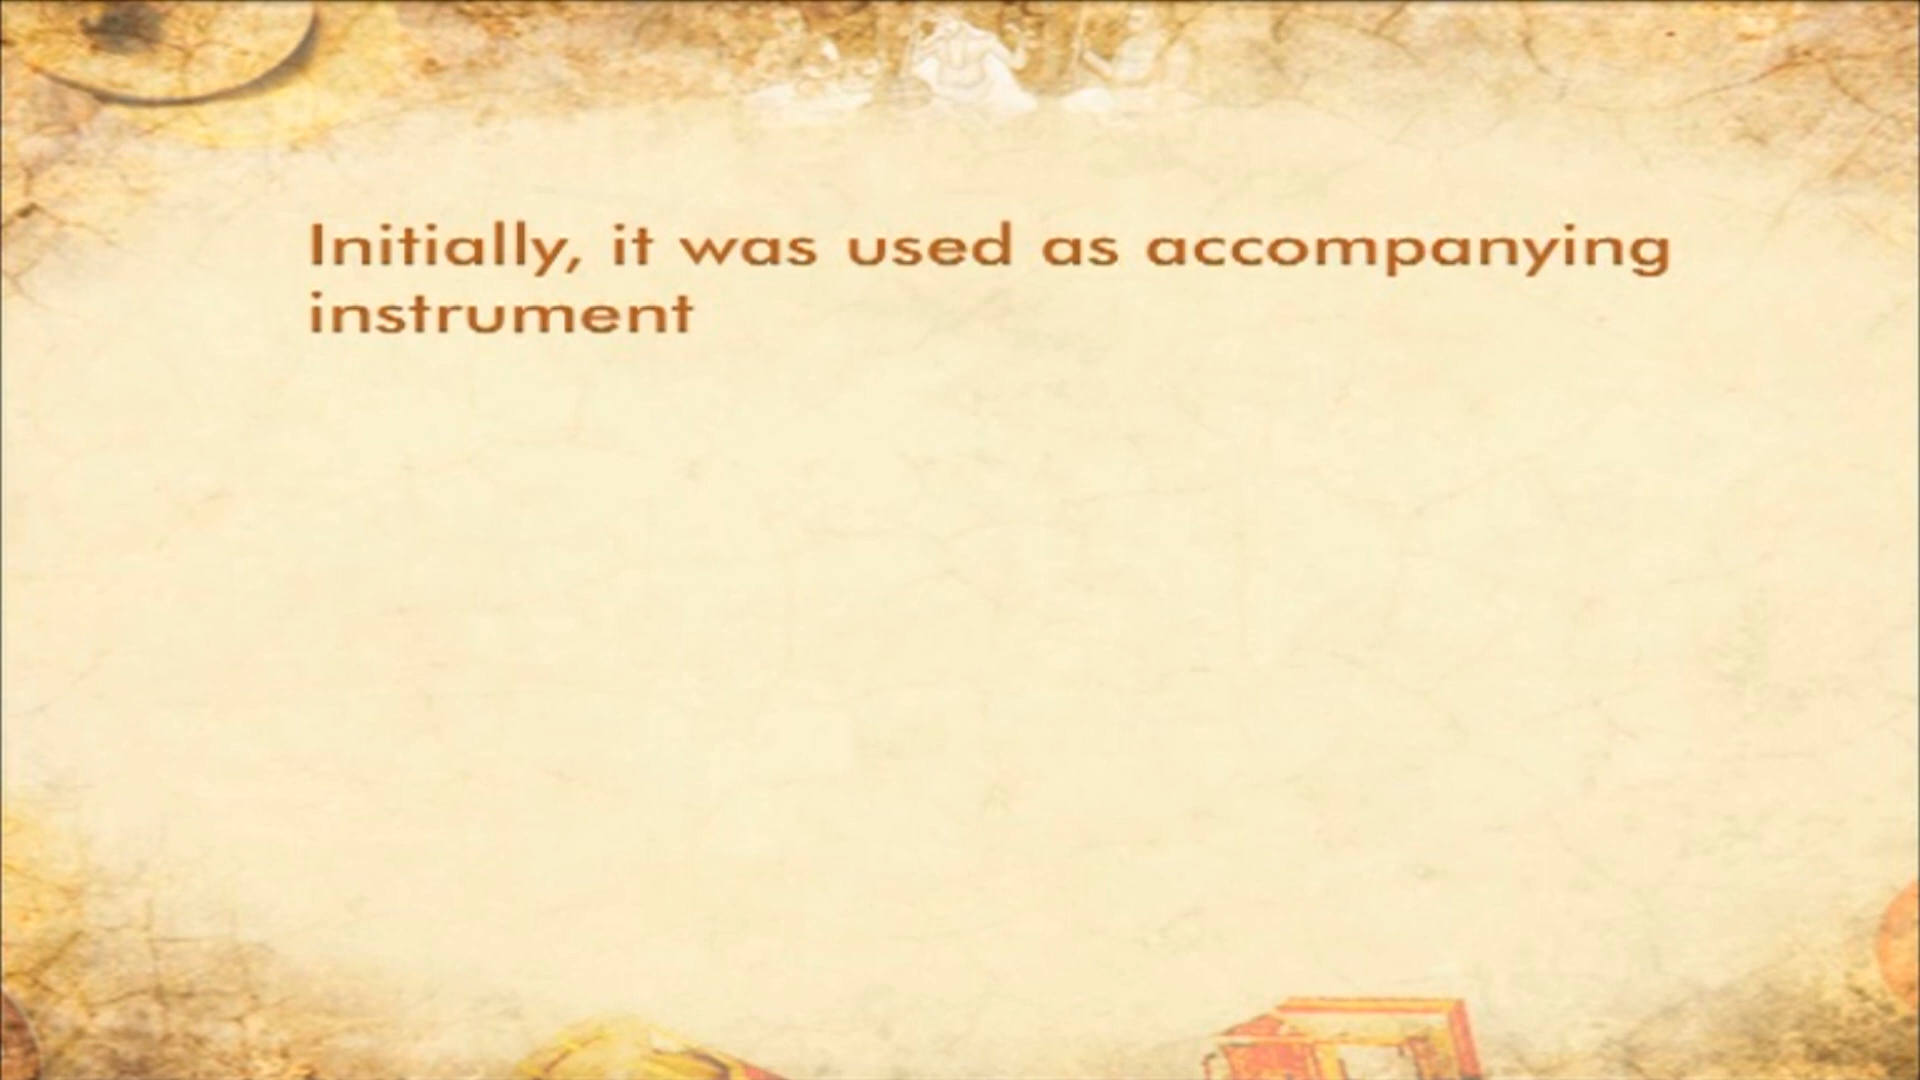 Initially, it was used as accompanying
instrument